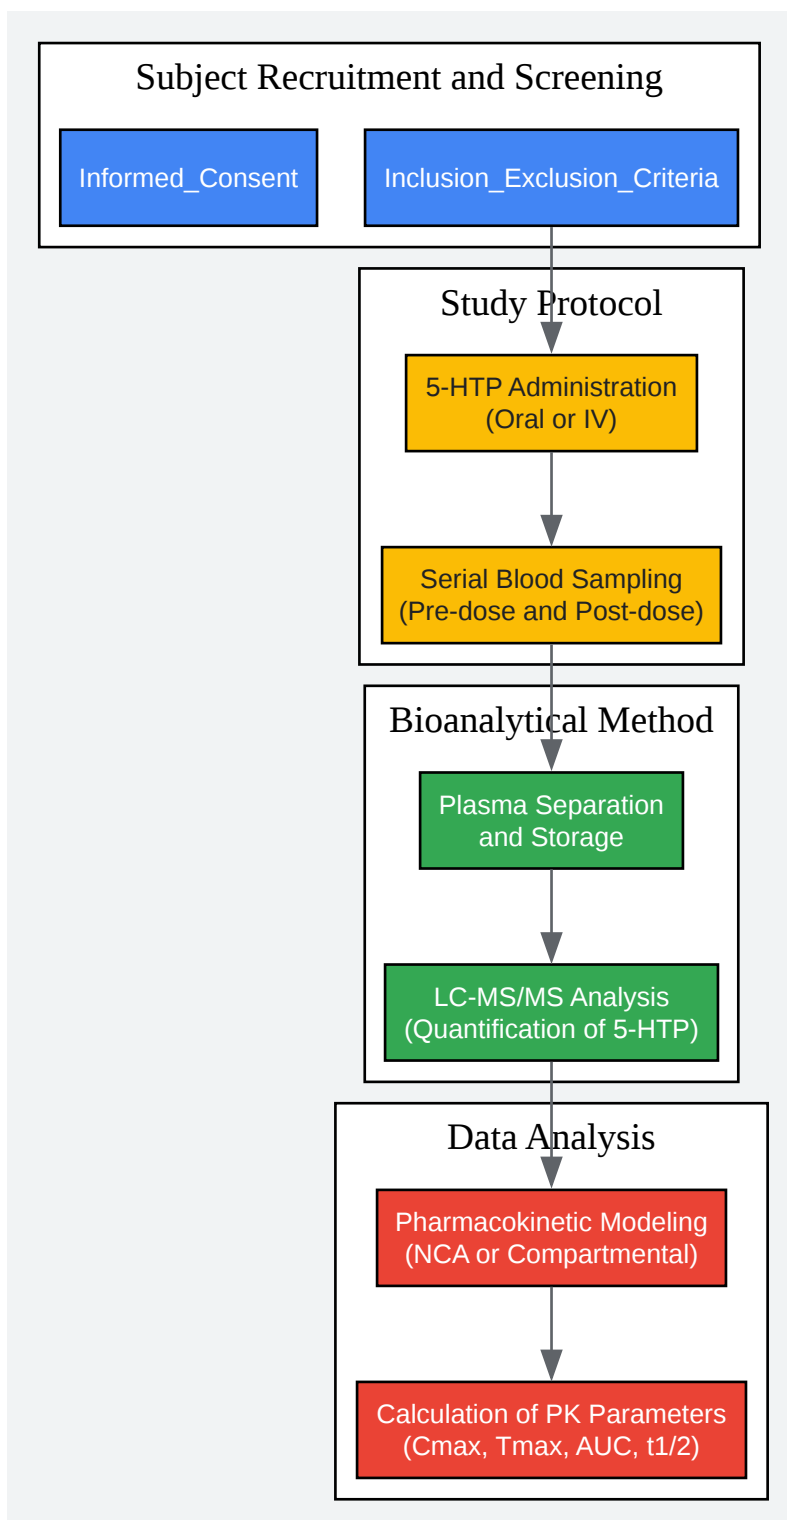 Subject Recruitment and Screening
Informed_Consent
Inclusion_Exclusion_Criteria
Study Protocol
5-HTP Administration
(Oral or IV)
Serial Blood Sampling
(Pre-dose and Post-dose)
Bioanalytical Method
Plasma Separation
and Storage
LC-MS/MS Analysis
(Quantification of 5-HTP)
Data Analysis
Pharmacokinetic Modeling
(NCA or Compartmental)
Calculation of PK Parameters
(Cmax, Tmax, AUC, t1/2)